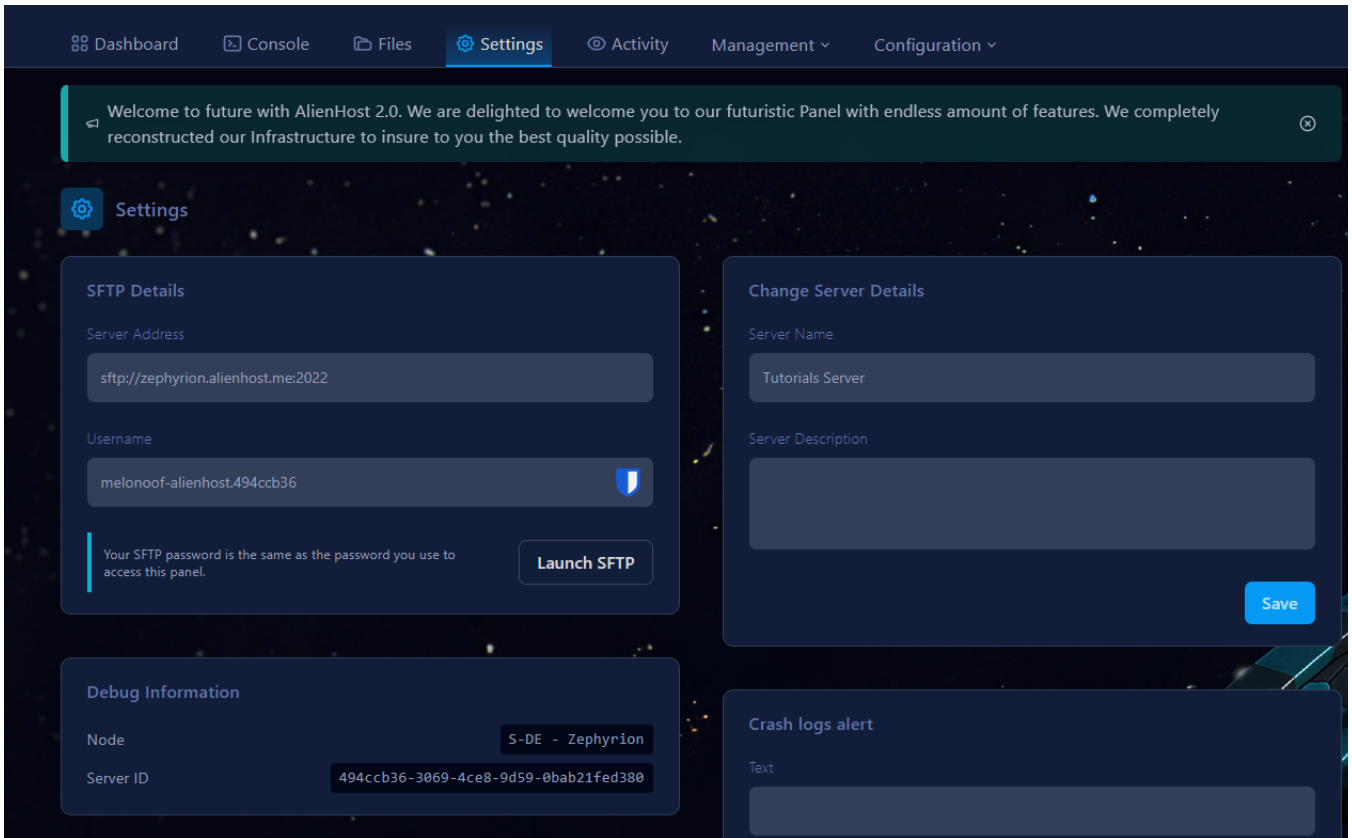 Dashboard Console Files Settings Activity Management Configuration
Welcome to future with AlienHost 2.0. We are delighted to welcome you to our futuristic Panel with endless amount of features. We completely
reconstructed our Infrastructure to insure to you the best quality possible.
Settings
SFTP Details
Server Address
sftp://zephyrion.alienhost.me:2022
Username
melonoof-alienhost.494ccb36
Your SFTP password is the same as the password you use to
access this panel.
Launch SFTP
Debug Information
Node
S-DE - Zephyrion
Server ID
494ccb36-3069-4ce8-9d59-0bab21fed380
Change Server Details
Server Name
Tutorials Server
Server Description
Save
Crash logs alert
Text